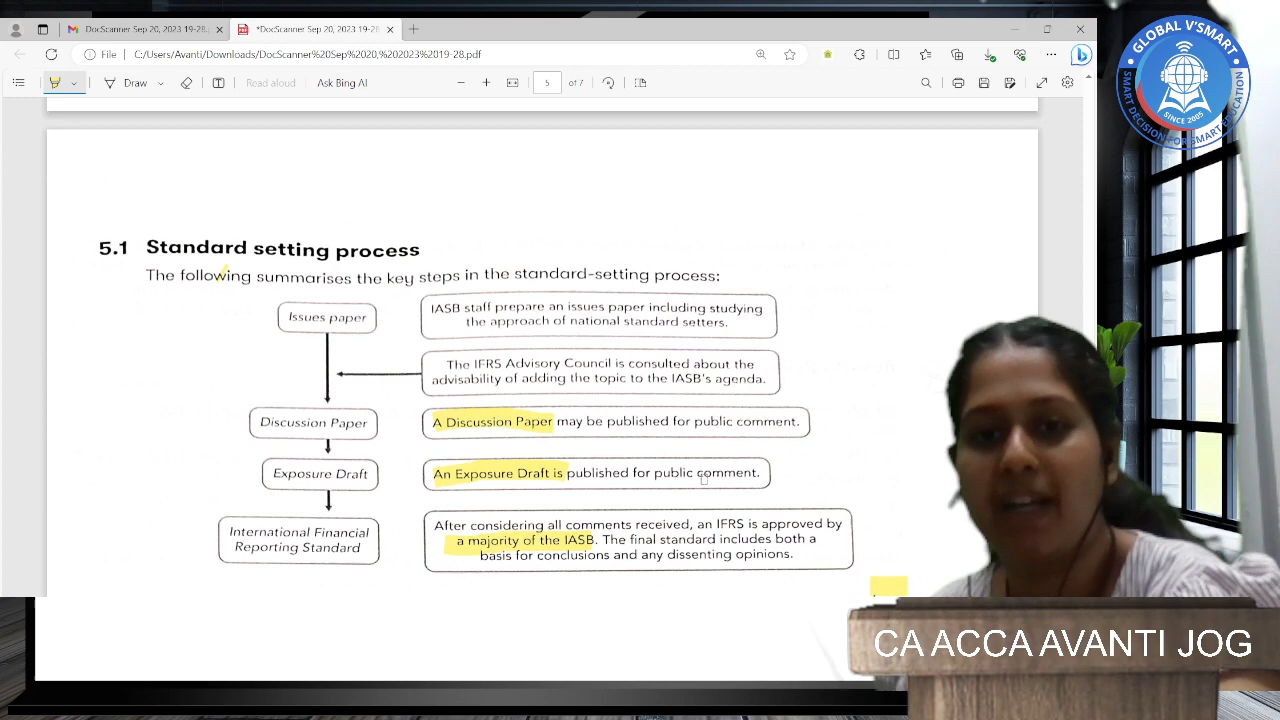 DocScanner Sep 20, 2023 19-28.
*DocScanner Sep 20, 2023 19-28
File
C:/Users/Avanti/Downloads/DocScanner%20Sep%2020,%202023%2019-28.pdf
Draw
Read aloud
Ask Bing AI
5 of 7
GLOBAL V'SMART
SINCE 2005
SMART DECISION FOR SMART EDUCATION
5.1 Standard setting process
The following summarises the key steps in the standard-setting process:
Issues paper
IASB staff prepare an issues paper including studying
the approach of national standard setters.
The IFRS Advisory Council is consulted about the
advisability of adding the topic to the IASB's agenda.
Discussion Paper
A Discussion Paper may be published for public comment.
Exposure Draft
An Exposure Draft is published for public comment.
International Financial
Reporting Standard
After considering all comments received, an IFRS is approved by
a majority of the IASB. The final standard includes both a
basis for conclusions and any dissenting opinions.
CA ACCA AVANTI JOG